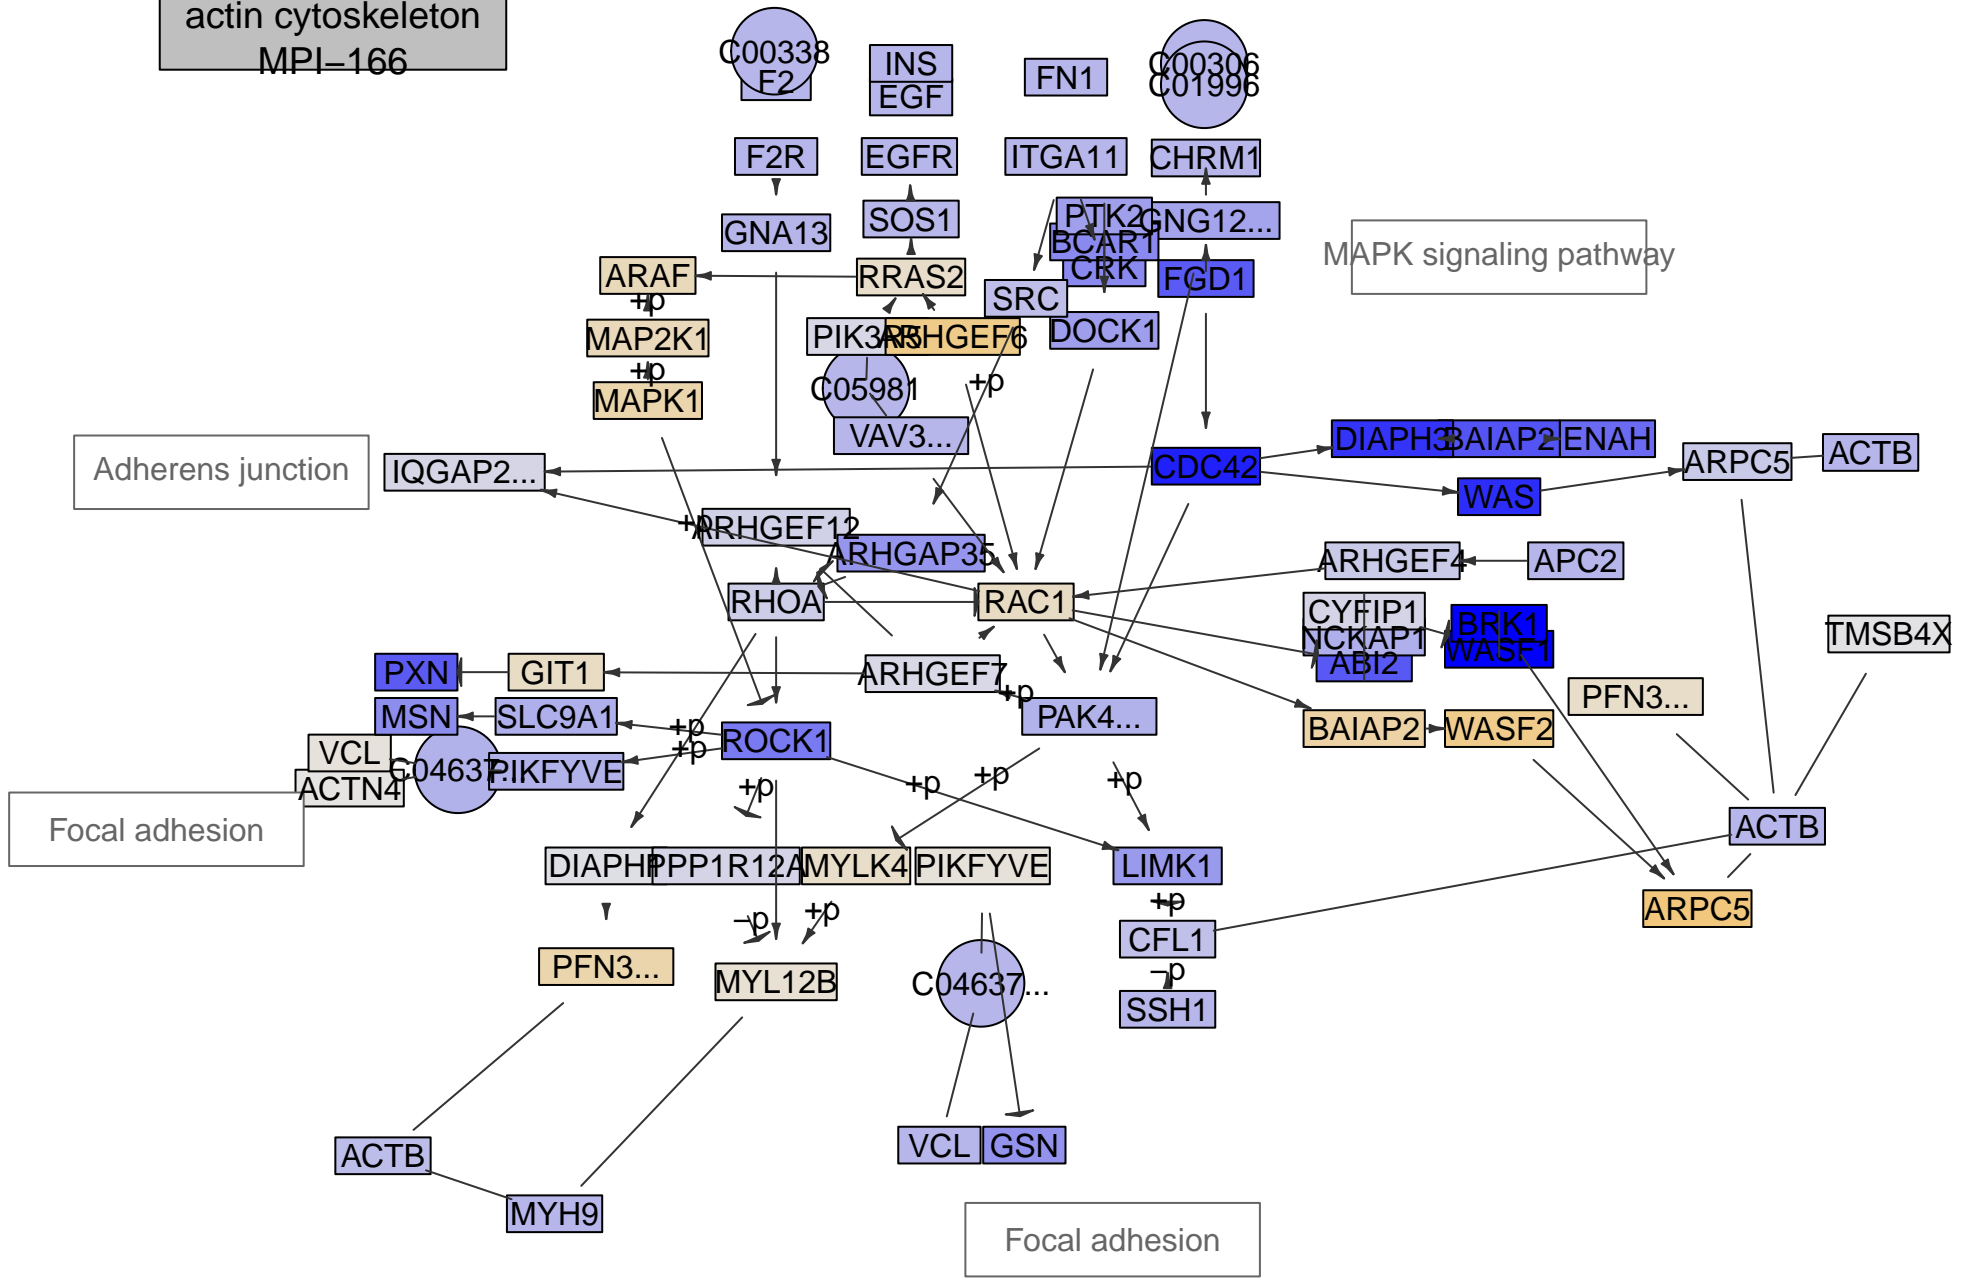 actin cytoskeleton
MPI−166
C00338
F2
INS
EGF
FN1
C00306
C01996
F2R
EGFR
ITGA11
CHRM1
GNA13
SOS1
PTK2
GNG12...
BCAR1
CRK
MAPK signaling pathway
ARAF
RRAS2
SRC
FGD1
+p
MAP2K1
ARHGEF6
DOCK1
+p
MAPK1
C05981
+p
VAV3...
DIAPH3
BAIAP2
ENAH
ACTB
Adherens junction
IQGAP2...
CDC42
ARPC5
WAS
+p
ARHGEF12
ARHGAP35
ARHGEF4
APC2
RHOA
RAC1
CYFIP1
NCKAP1
ABI2
BRK1
WASF1
TMSB4X
PXN
GIT1
ARHGEF7
+p
PFN3...
MSN
SLC9A1
+p
PAK4...
BAIAP2
WASF2
ROCK1
VCL
C04637...
PIKFYVE
+p
ACTN4
+p
+p
+p
+p
Focal adhesion
ACTB
PPP1R12A
MYLK4
PIKFYVE
LIMK1
+p
−p
+p
ARPC5
CFL1
PFN3...
MYL12B
C04637...
−p
SSH1
ACTB
VCL
GSN
MYH9
Focal adhesion